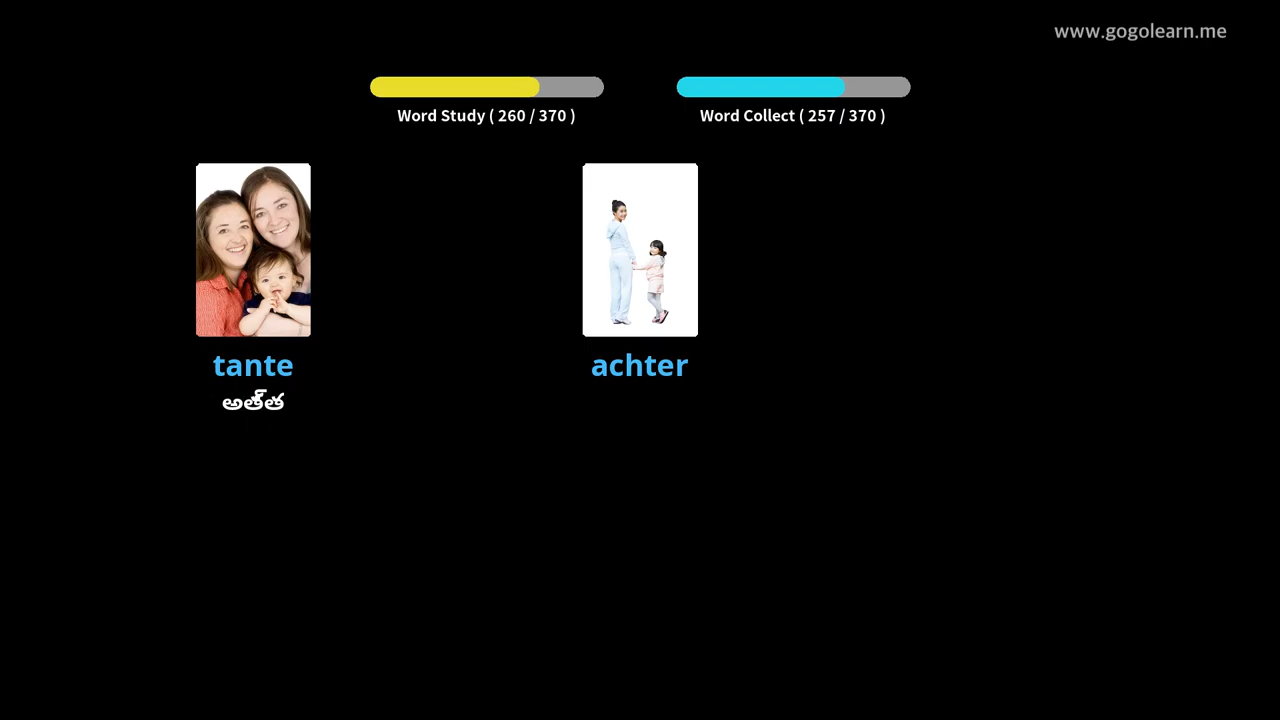 www.gogolearn.me
Word Study ( 260 / 370 )
Word Collect ( 257 / 370 )
tante
achter
అత్త